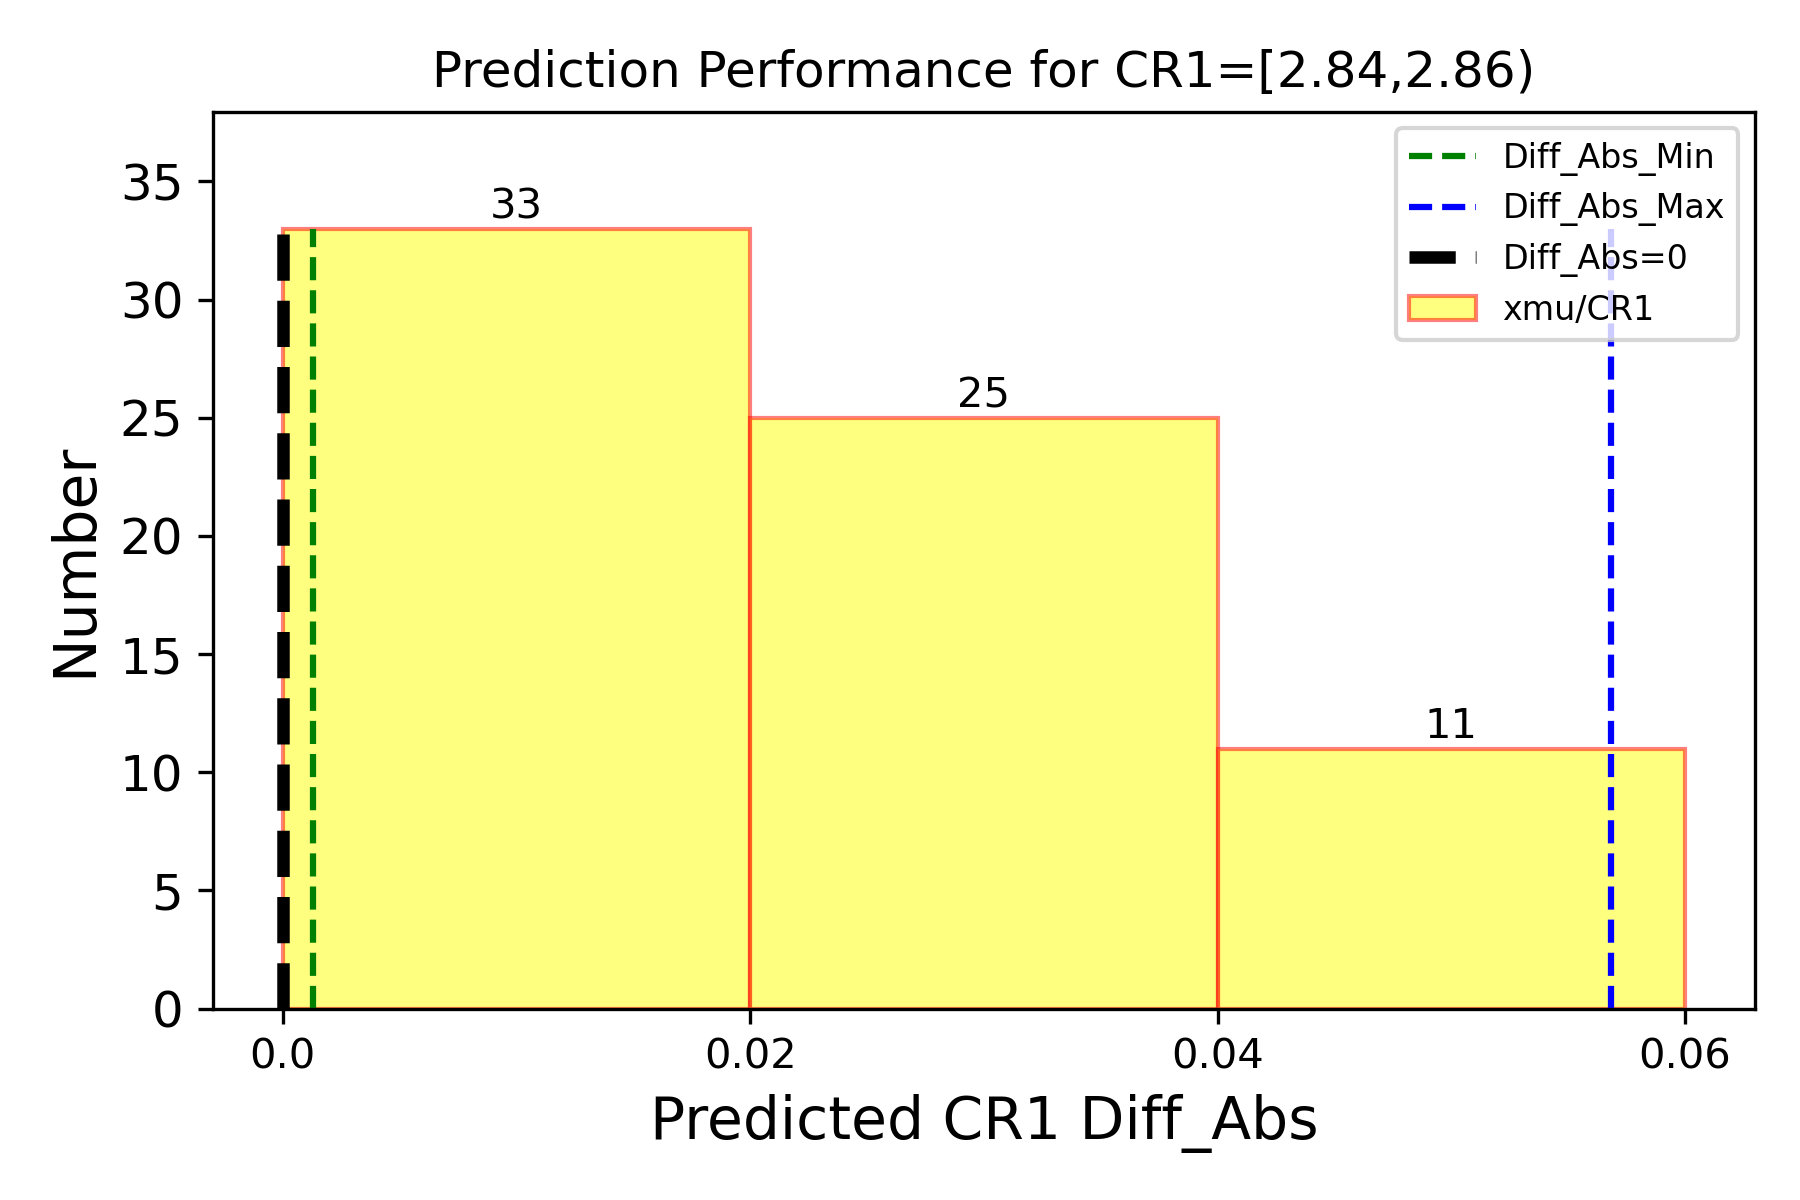 Prediction Performance for CR1=[2.84,2.86)
Diff_Abs_Min
Diff_Abs_Max
Diff_Abs=0
xmu/CR1
33
25
11
Number
35
30
25
20
15
10
5
0
0.0
0.02
0.04
0.06
Predicted CR1 Diff_Abs